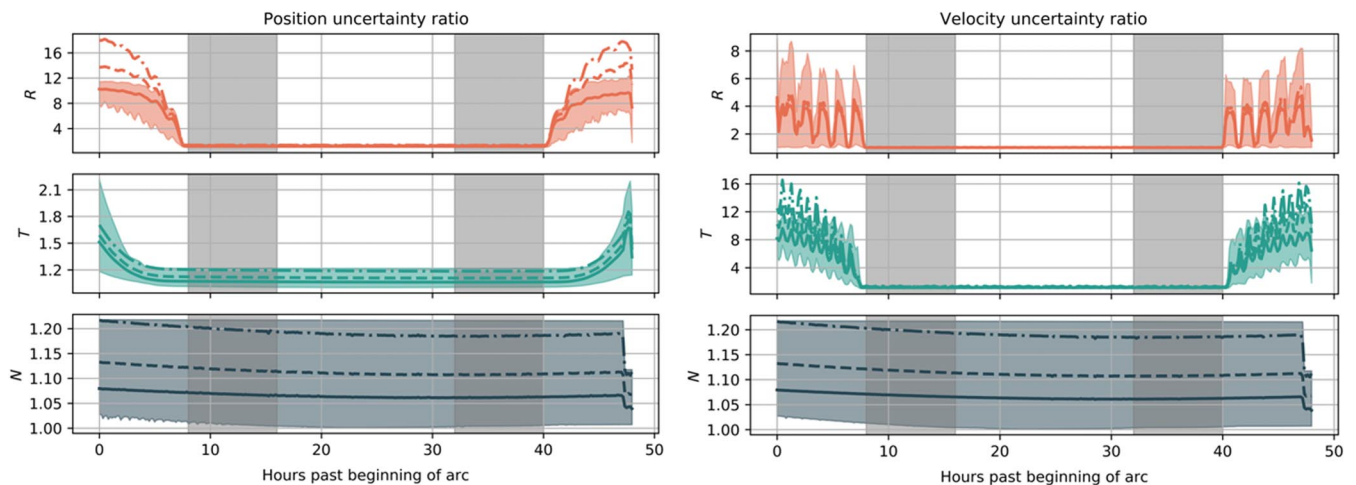 Position uncertainty ratio
16
12
8
4
R
2.1
1.8
1.5
1.2
T
1.20
1.15
1.10
1.05
1.00
N
0 10 20 30 40 50
Hours past beginning of arc
Velocity uncertainty ratio
8
6
4
2
R
16
12
8
4
T
1.20
1.15
1.10
1.05
1.00
N
0 10 20 30 40 50
Hours past beginning of arc